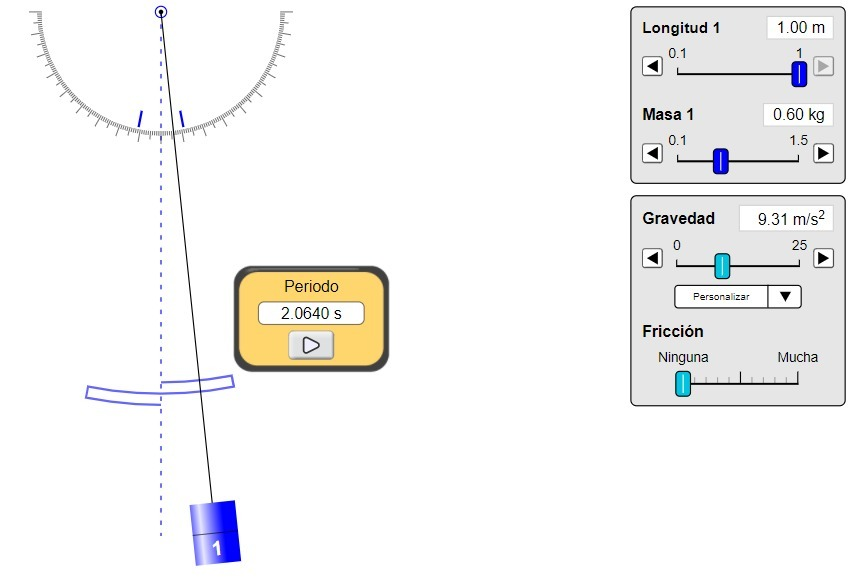 Longitud 1
1.00 m
0.1
1
Masa 1
0.60 kg
0.1
1.5
Gravedad
9.31 m/s²
0
25
Personalizar
Fricción
Ninguna
Mucha
Periodo
2.0640 s
1